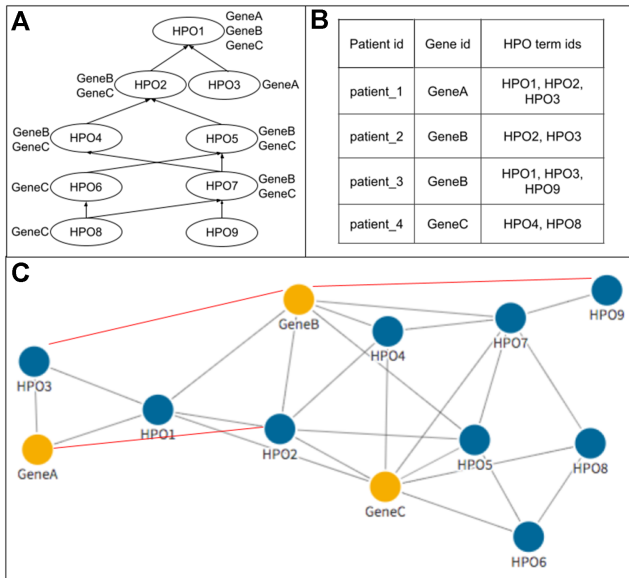 A
HPO1
GeneA
GeneB
GeneC
GeneB
GeneC
HPO2
HPO3
GeneA
GeneB
GeneC
HPO4
HPO5
GeneB
GeneC
GeneC
HPO6
HPO7
GeneB
GeneC
GeneC
HPO8
HPO9
B
Patient id Gene id HPO term ids
patient_1 GeneA HPO1, HPO2,
HPO3
patient_2 GeneB HPO2, HPO3
patient_3 GeneB HPO1, HPO3,
HPO9
patient_4 GeneC HPO4, HPO8
C
GeneB
HPO9
HPO4
HPO7
HPO3
HPO1
HPO2
GeneA
HPO5
HPO8
GeneC
HPO6